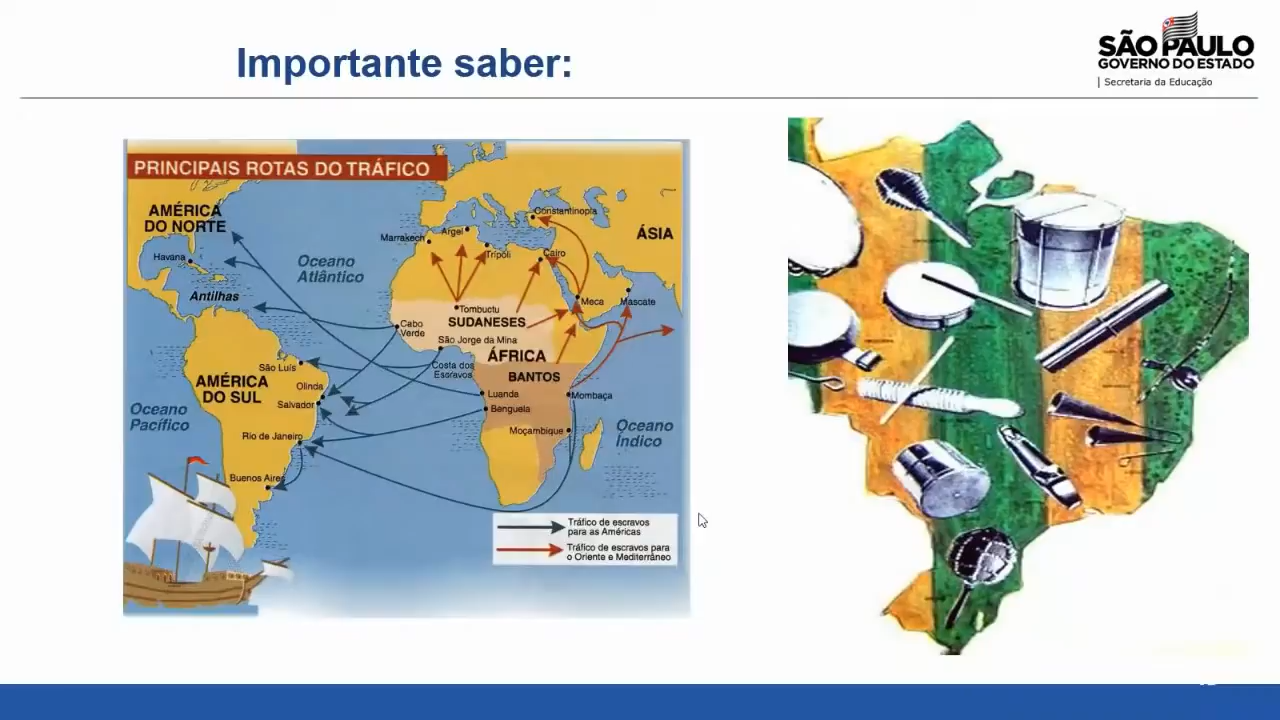 Importante saber:
SÃO PAULO
GOVERNO DO ESTADO
Secretaria da Educação
PRINCIPAIS ROTAS DO TRÁFICO
AMÉRICA
DO NORTE
Havana
Antilhas
Oceano
Atlântico
Marrakech
Argel
Tripoli
Constantinopla
Cairo
ÁSIA
Meca
Mascate
Tombuctu
SUDANESES
Cabo
Verde
São Jorge da Mina
ÁFRICA
Costa dos
Escravos
BANTOS
Luanda
Benguela
Mombaça
Moçambique
Oceano
Índico
São Luís
AMÉRICA
DO SUL
Olinda
Salvador
Oceano
Pacífico
Rio de Janeiro
Buenos Aires
Tráfico de escravos
para as Américas
Tráfico de escravos para
o Oriente e Mediterrâneo